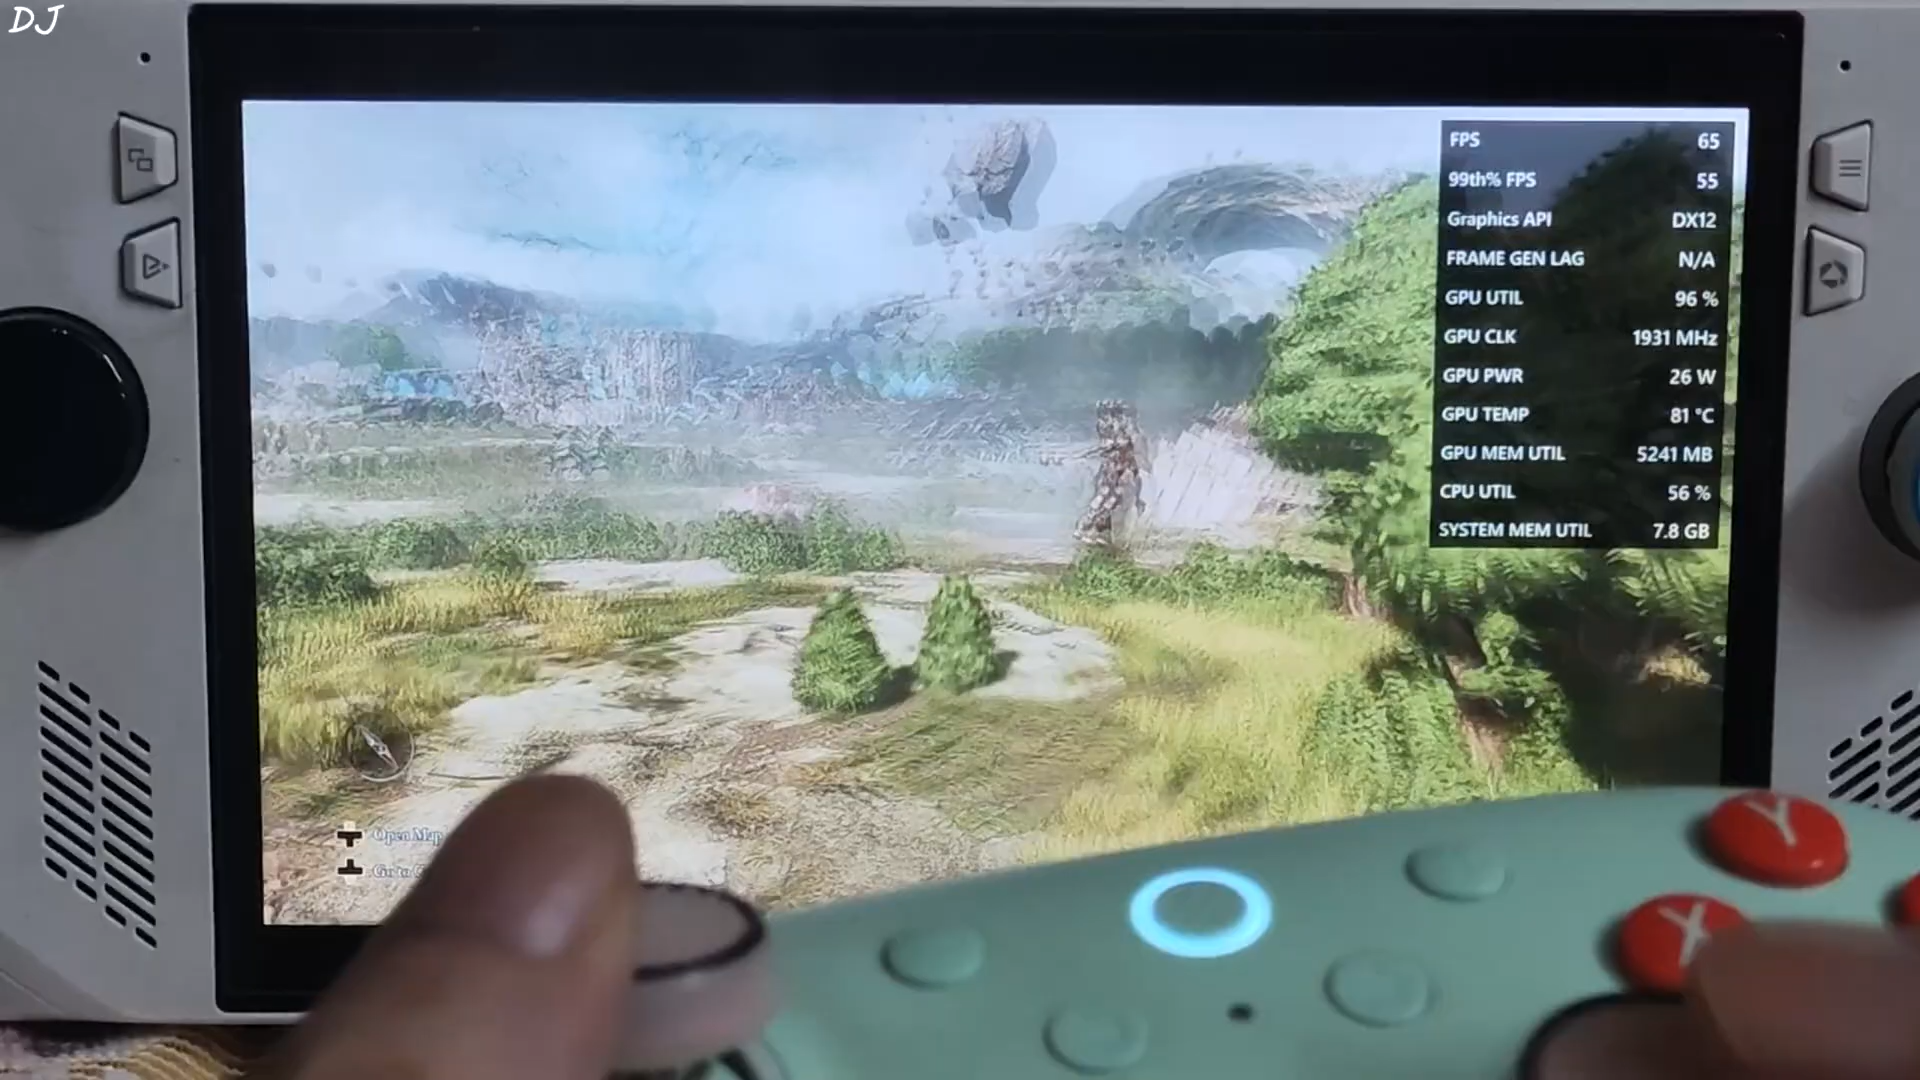 DJ
FPS 65
99th% FPS 55
Graphics API DX12
FRAME GEN LAG N/A
GPU UTIL 96 %
GPU CLK 1931 MHz
GPU PWR 26 W
GPU TEMP 81 °C
GPU MEM UTIL 5241 MB
CPU UTIL 56 %
SYSTEM MEM UTIL 7.8 GB
Open Map
Go to
Y
X